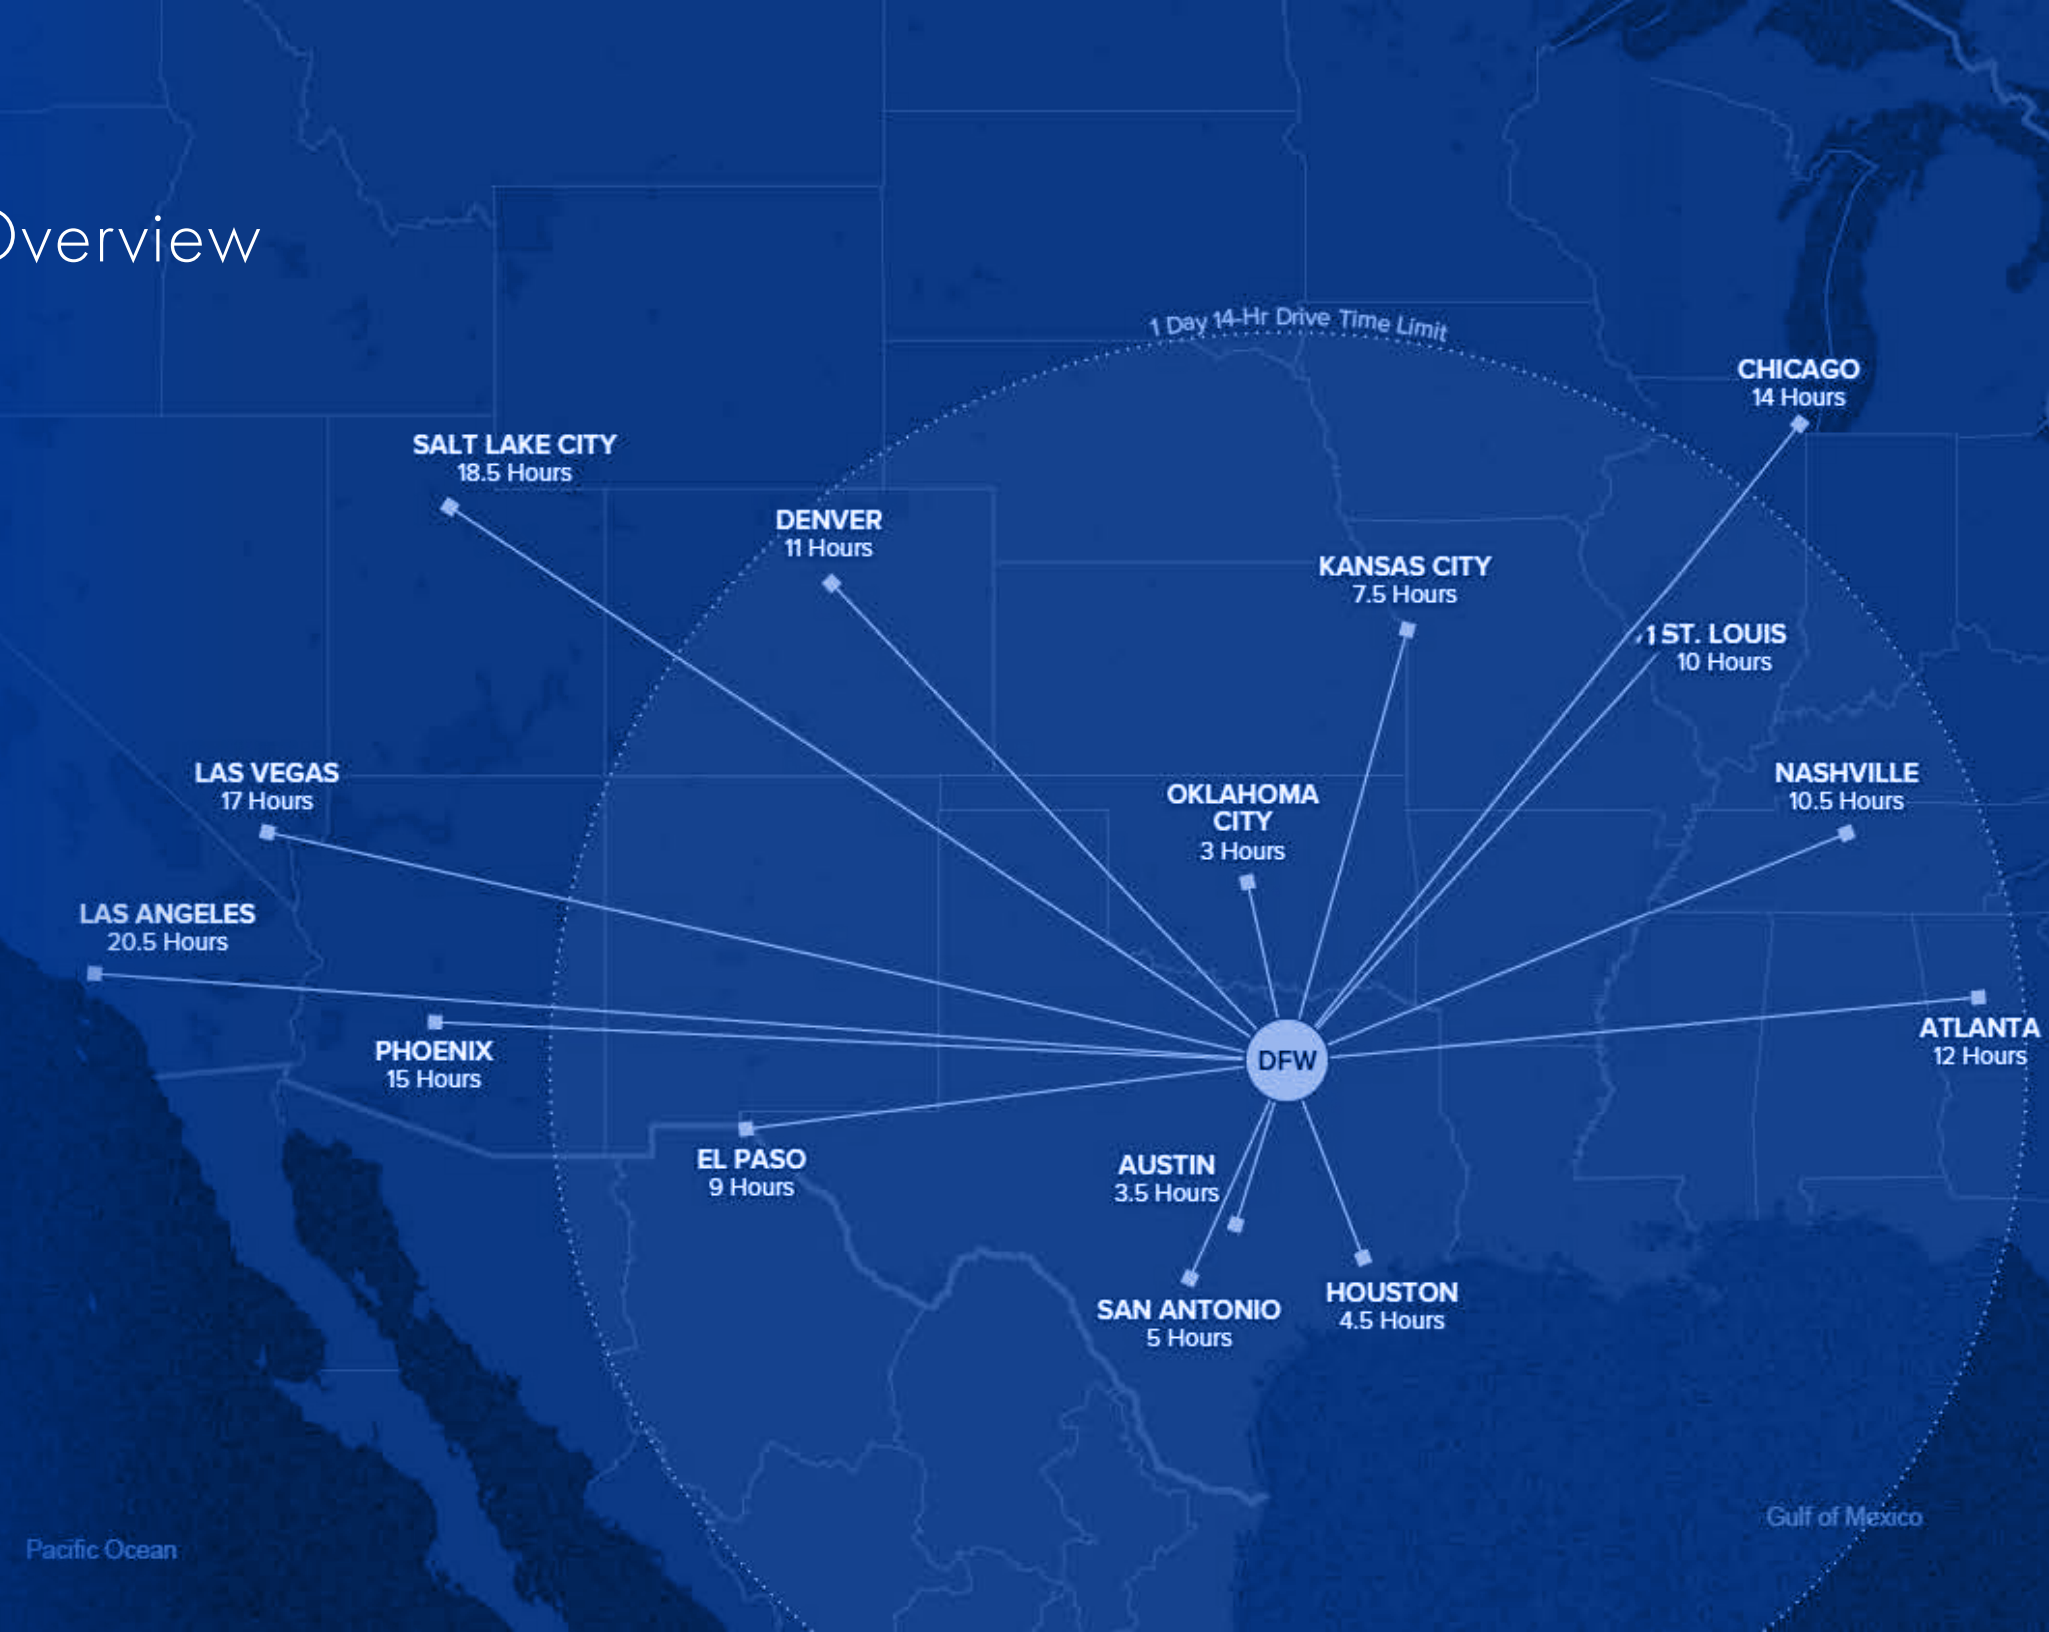 Overview
1 Day 14-Hr Drive Time Limit
CHICAGO
14 Hours
SALT LAKE CITY
18.5 Hours
DENVER
11 Hours
KANSAS CITY
7.5 Hours
1 ST. LOUIS
10 Hours
LAS VEGAS
17 Hours
OKLAHOMA
CITY
3 Hours
NASHVILLE
10.5 Hours
LAS ANGELES
20.5 Hours
PHOENIX
15 Hours
DFW
ATLANTA
12 Hours
EL PASO
9 Hours
AUSTIN
3.5 Hours
SAN ANTONIO
5 Hours
HOUSTON
4.5 Hours
Gulf of Mexico
Pacific Ocean